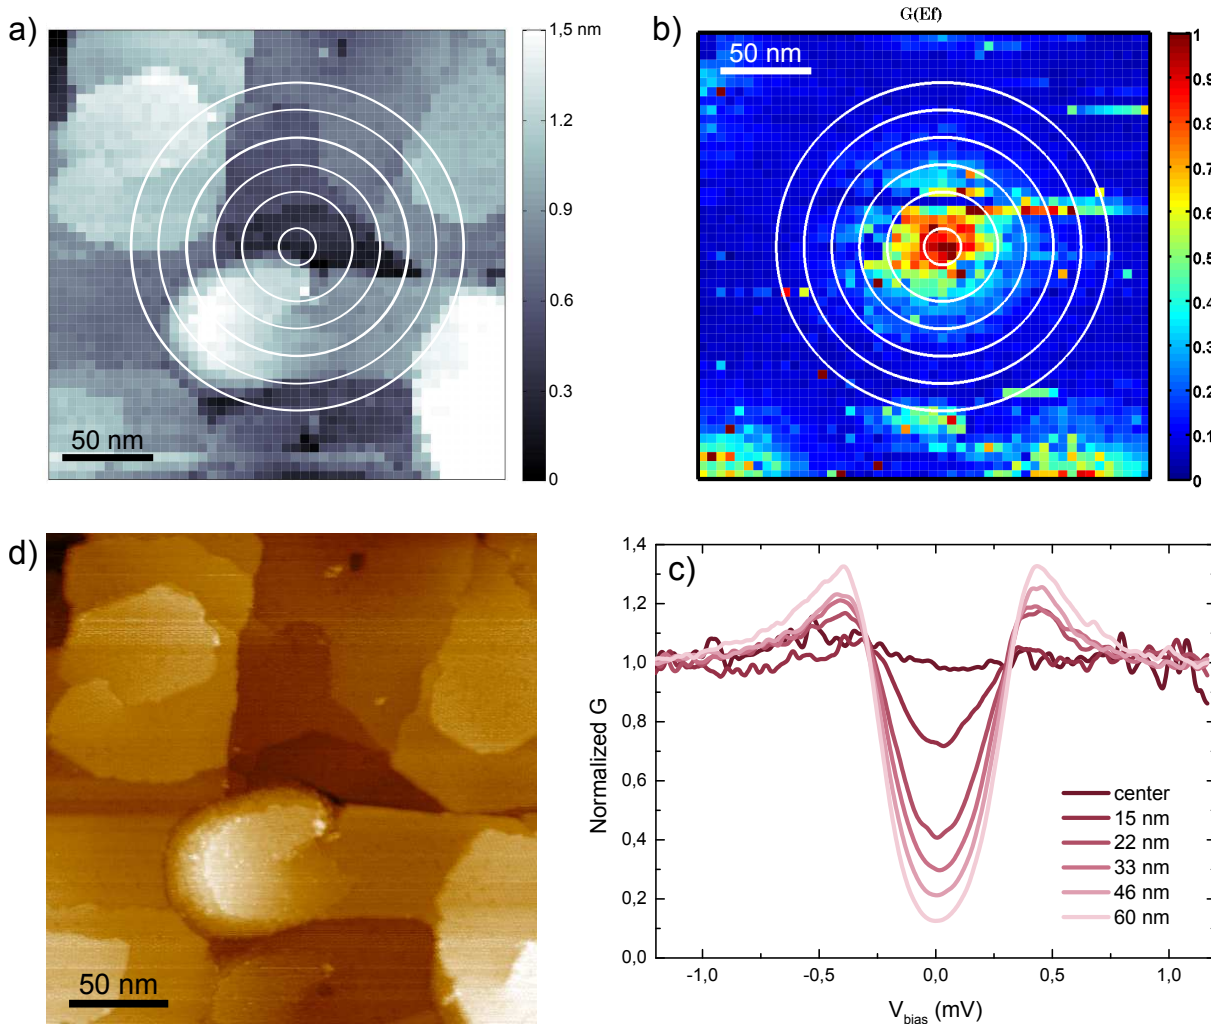 a)
1,5 nm
1.2
0.9
0.6
0.3
0
50 nm
b)
G(Ef)
50 nm
1
0.9
0.8
0.7
0.6
0.5
0.4
0.3
0.2
0.1
0
d)
50 nm
c)
1,4
1,2
1,0
0,8
0,6
0,4
0,2
0,0
Normalized G
center
15 nm
22 nm
33 nm
46 nm
60 nm
-1,0
-0,5
0,0
0,5
1,0
V_bias (mV)